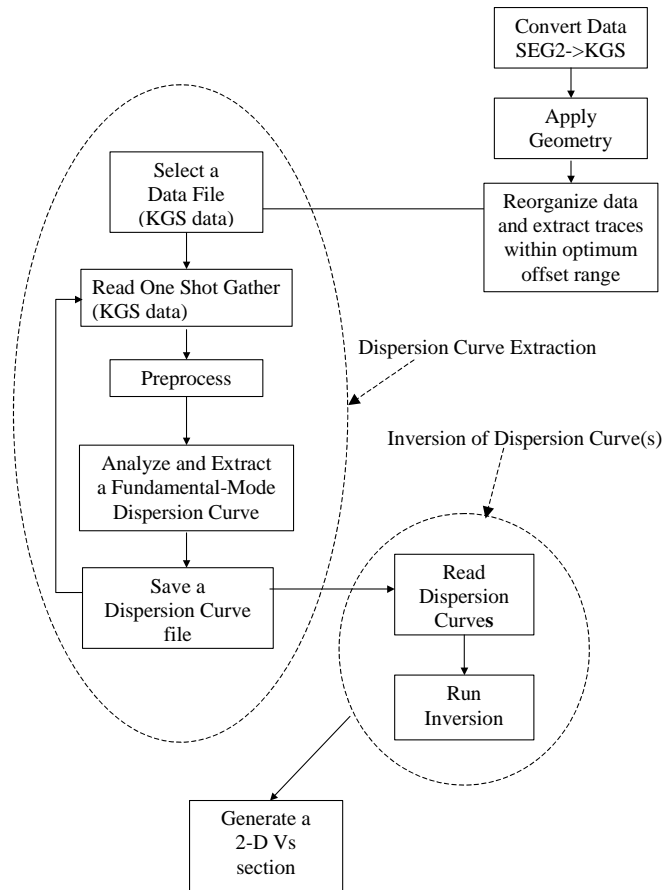 Convert Data
SEG2->KGS
Apply
Geometry
Reorganize data
and extract traces
within optimum
offset range
Select a
Data File
(KGS data)
Read One Shot Gather
(KGS data)
Preprocess
Analyze and Extract
a Fundamental-Mode
Dispersion Curve
Save a
Dispersion Curve
file
Dispersion Curve Extraction
Inversion of Dispersion Curve(s)
Read
Dispersion
Curves
Run
Inversion
Generate a
2-D Vs
section